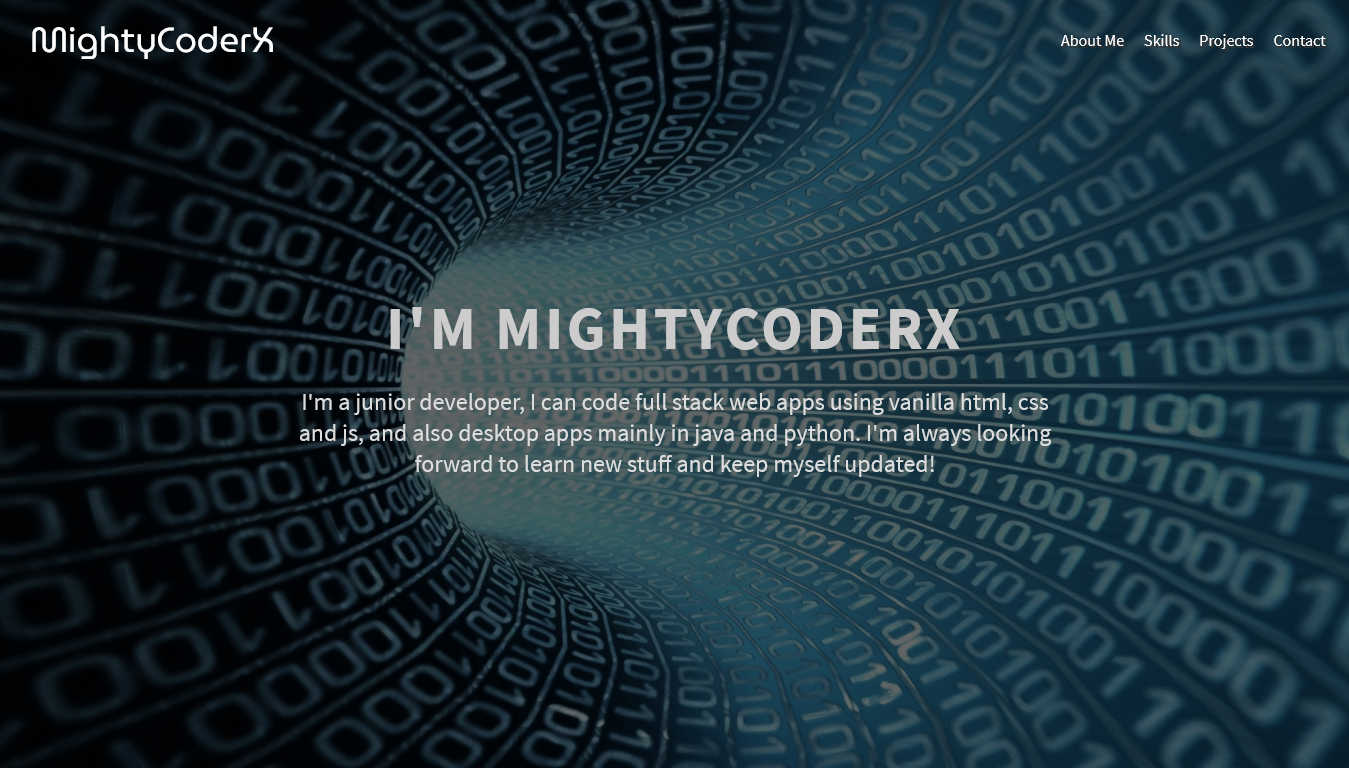 MightyCoderX
About Me Skills Projects Contact
I'M MIGHTYCODERX
I'm a junior developer, I can code full stack web apps using vanilla html, css
and js, and also desktop apps mainly in java and python. I'm always looking
forward to learn new stuff and keep myself updated!